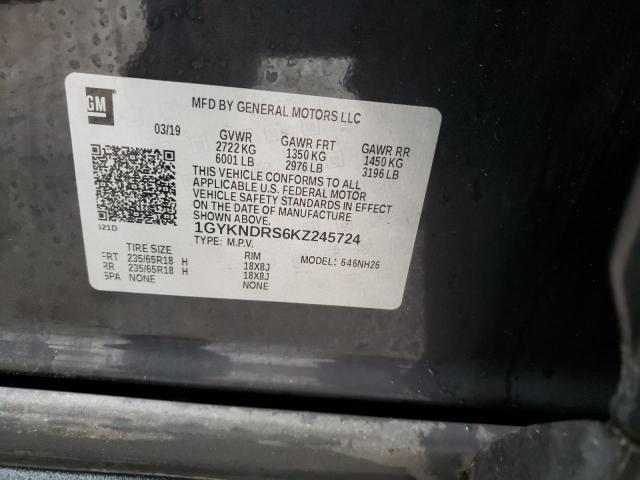 GM
MFD BY GENERAL MOTORS LLC
03/19 GVWR GAWR FRT GAWR RR
2722 KG 1350 KG 1450 KG
6001 LB 2976 LB 3196 LB
THIS VEHICLE CONFORMS TO ALL
APPLICABLE U.S. FEDERAL MOTOR
VEHICLE SAFETY STANDARDS IN EFFECT
ON THE DATE OF MANUFACTURE
SHOWN ABOVE.
1GYKNDRS6KZ245724
TYPE: M.P.V.
TIRE SIZE RIM MODEL: 646NH26
FRT 235/65R18 H 18X8J
RR 235/65R18 H 18X8J
SPA NONE NONE